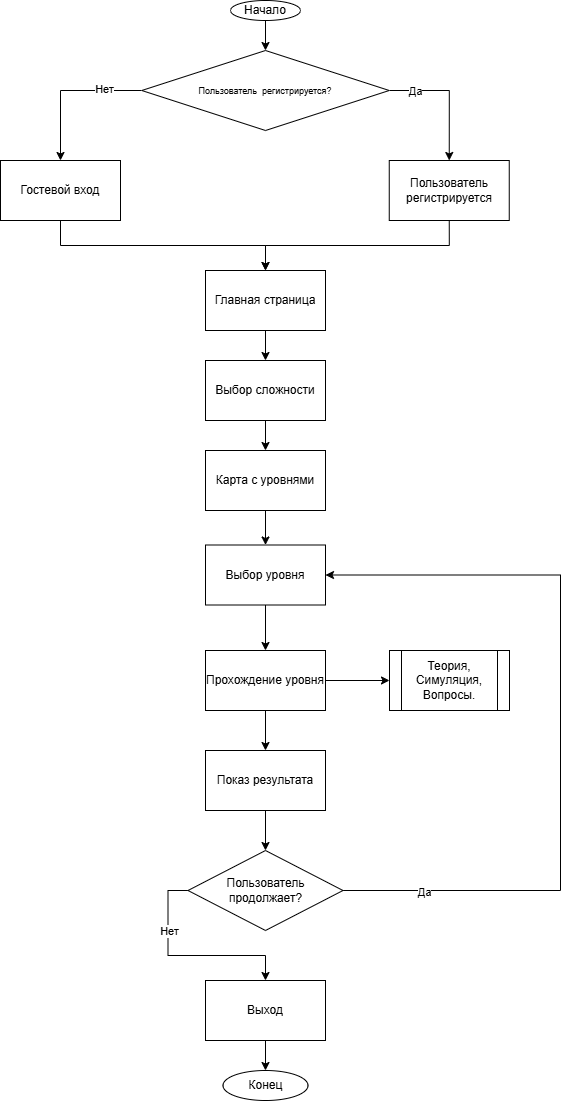 Начало
Пользователь регистрируется?
Нет
Да
Гостевой вход
Пользователь
регистрируется
Главная страница
Выбор сложности
Карта с уровнями
Выбор уровня
Прохождение уровня
Теория,
Симуляция,
Вопросы.
Показ результата
Пользователь
продолжает?
Да
Нет
Выход
Конец